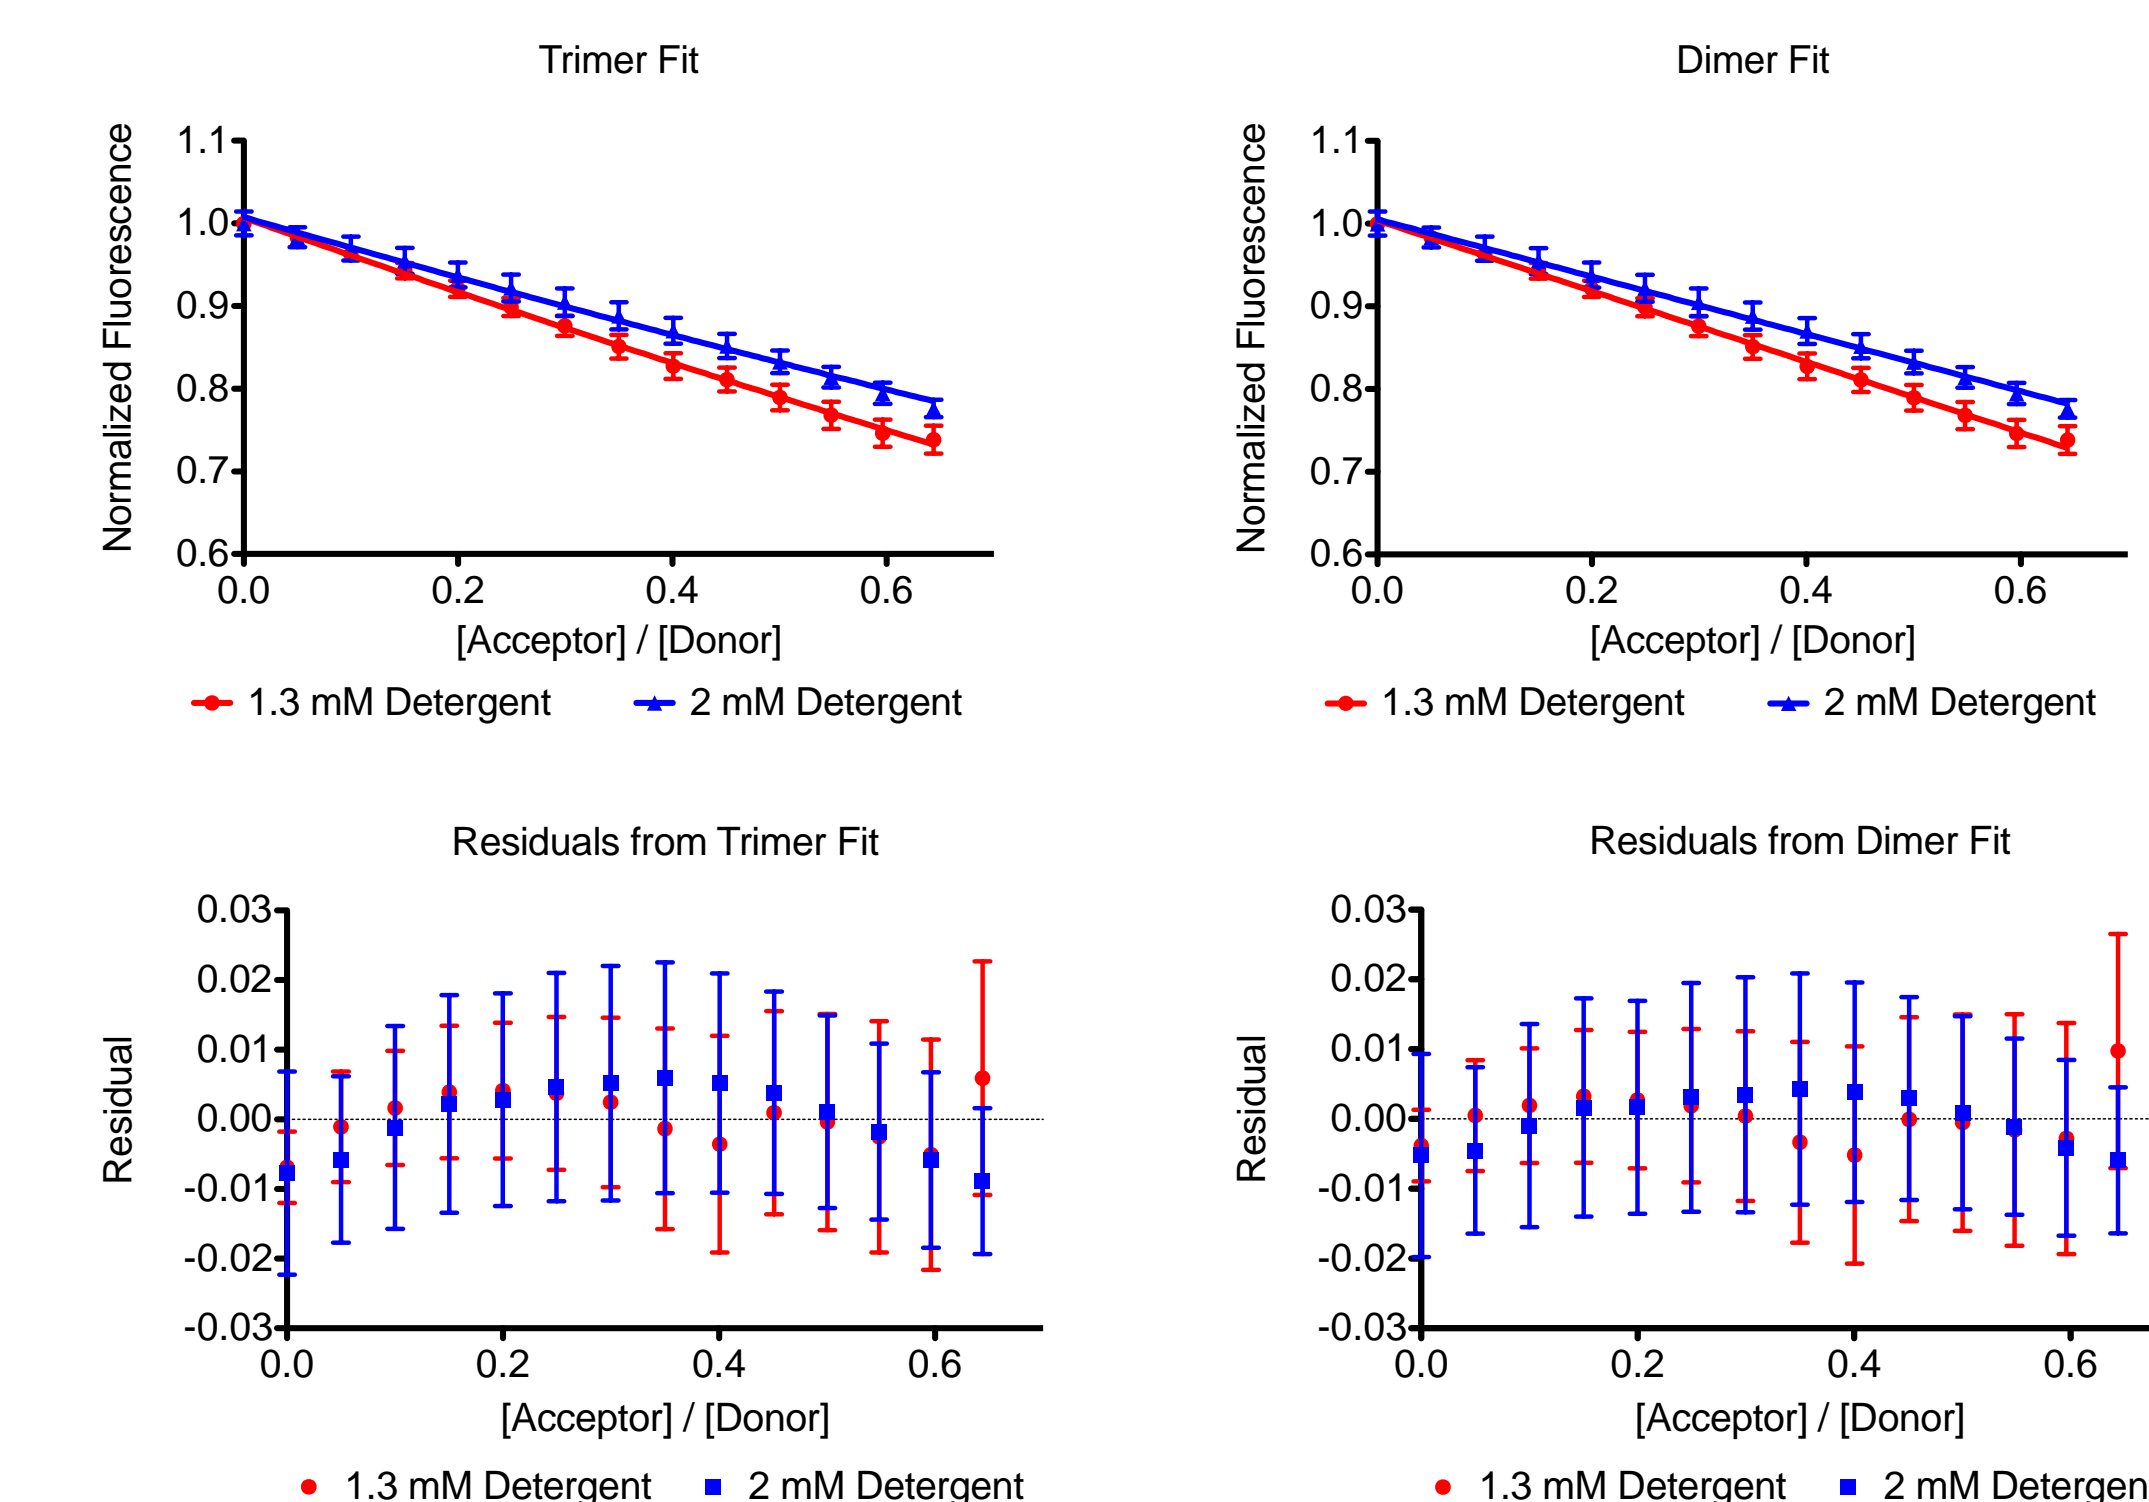 Trimer Fit
Normalized Fluorescence
1.1
1.0
0.9
0.8
0.7
0.6
0.0 0.2 0.4 0.6
[Acceptor] / [Donor]
1.3 mM Detergent 2 mM Detergent
Dimer Fit
Normalized Fluorescence
1.1
1.0
0.9
0.8
0.7
0.6
0.0 0.2 0.4 0.6
[Acceptor] / [Donor]
1.3 mM Detergent 2 mM Detergent
Residuals from Trimer Fit
Residual
0.03
0.02
0.01
0.00
-0.01
-0.02
-0.03
0.0 0.2 0.4 0.6
[Acceptor] / [Donor]
1.3 mM Detergent 2 mM Detergent
Residuals from Dimer Fit
Residual
0.03
0.02
0.01
0.00
-0.01
-0.02
-0.03
0.0 0.2 0.4 0.6
[Acceptor] / [Donor]
1.3 mM Detergent 2 mM Detergen